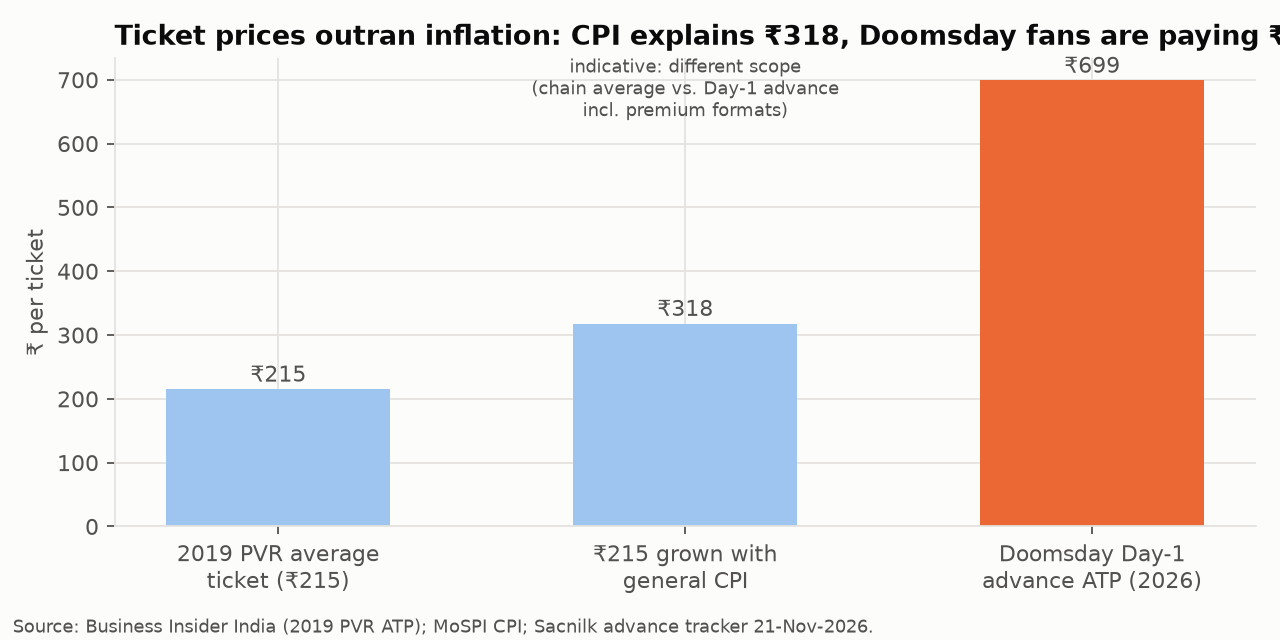 Ticket prices outran inflation: CPI explains ₹318, Doomsday fans are paying ₹
indicative: different scope
(chain average vs. Day-1 advance
incl. premium formats)
₹699
₹318
₹215
₹ per ticket
700
600
500
400
300
200
100
0
2019 PVR average
ticket (₹215)
₹215 grown with
general CPI
Doomsday Day-1
advance ATP (2026)
Source: Business Insider India (2019 PVR ATP); MoSPI CPI; Sacnilk advance tracker 21-Nov-2026.